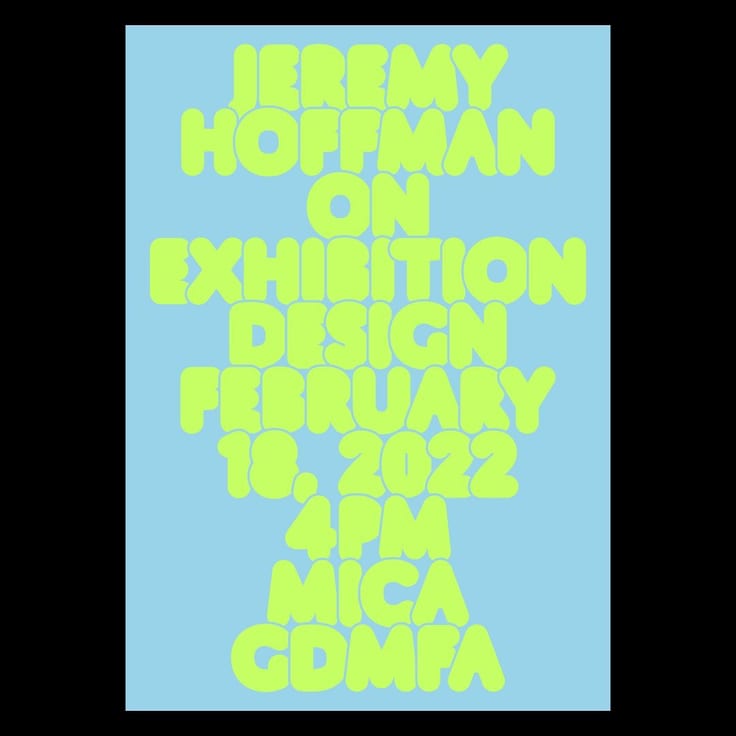 JEREMY
HOFFMAN
ON
EXHIBITION
DESIGN
FEBRUARY
18, 2022
4PM
MICA
GDMFA